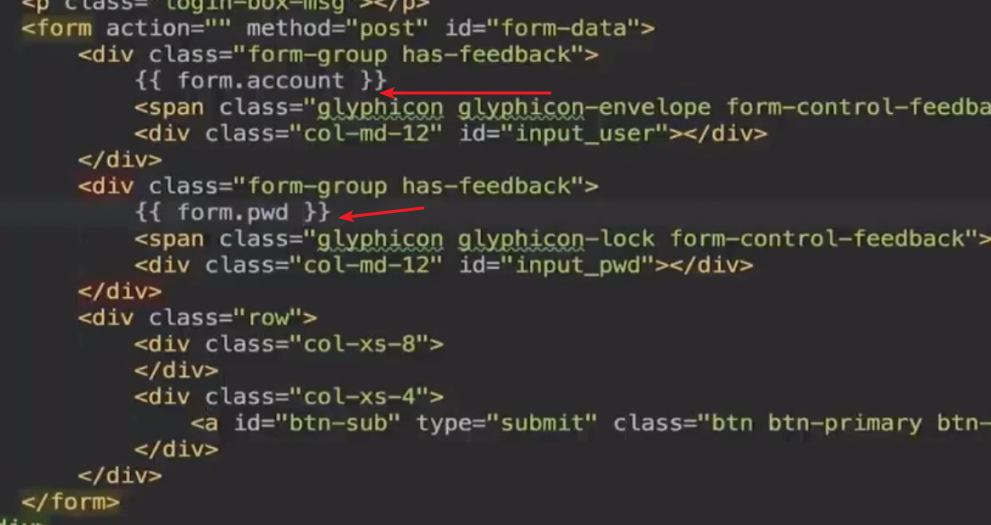 <p class="login-box-msg"></p>
<form action="" method="post" id="form-data">
<div class="form-group has-feedback">
{{ form.account }}
<span class="glyphicon glyphicon-envelope form-control-feedba
<div class="col-md-12" id="input_user"></div>
</div>
<div class="form-group has-feedback">
{{ form.pwd }}
<span class="glyphicon glyphicon-lock form-control-feedback">
<div class="col-md-12" id="input_pwd"></div>
</div>
<div class="row">
<div class="col-xs-8">
</div>
<div class="col-xs-4">
<a id="btn-sub" type="submit" class="btn btn-primary btn-
</div>
</div>
</form>